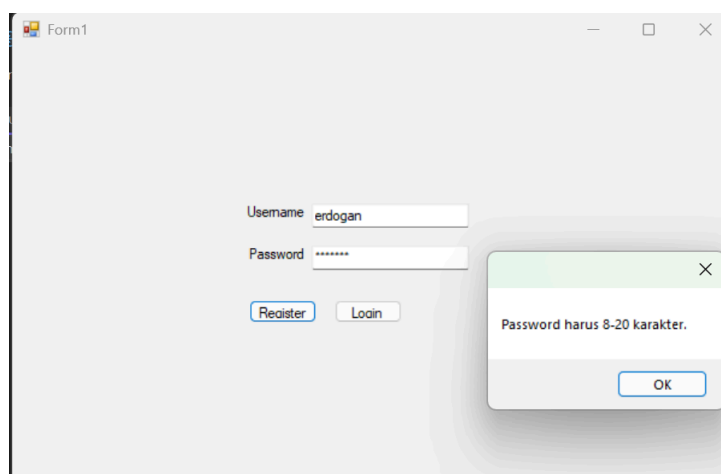 Form1
Username erdogan
Password *******
Register Login
Password harus 8-20 karakter.
OK